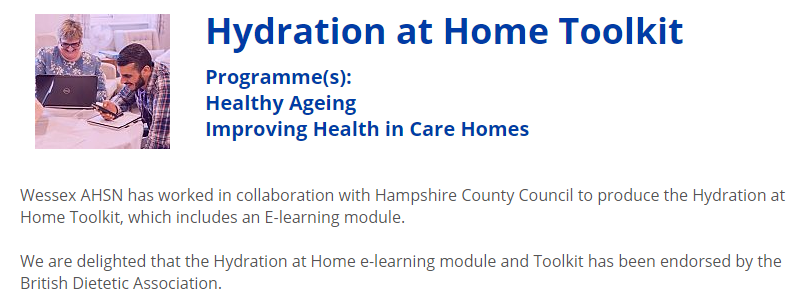 Hydration at Home Toolkit
Programme(s):
Healthy Ageing
Improving Health in Care Homes
Wessex AHSN has worked in collaboration with Hampshire County Council to produce the Hydration at
Home Toolkit, which includes an E-learning module.
We are delighted that the Hydration at Home e-learning module and Toolkit has been endorsed by the
British Dietetic Association.